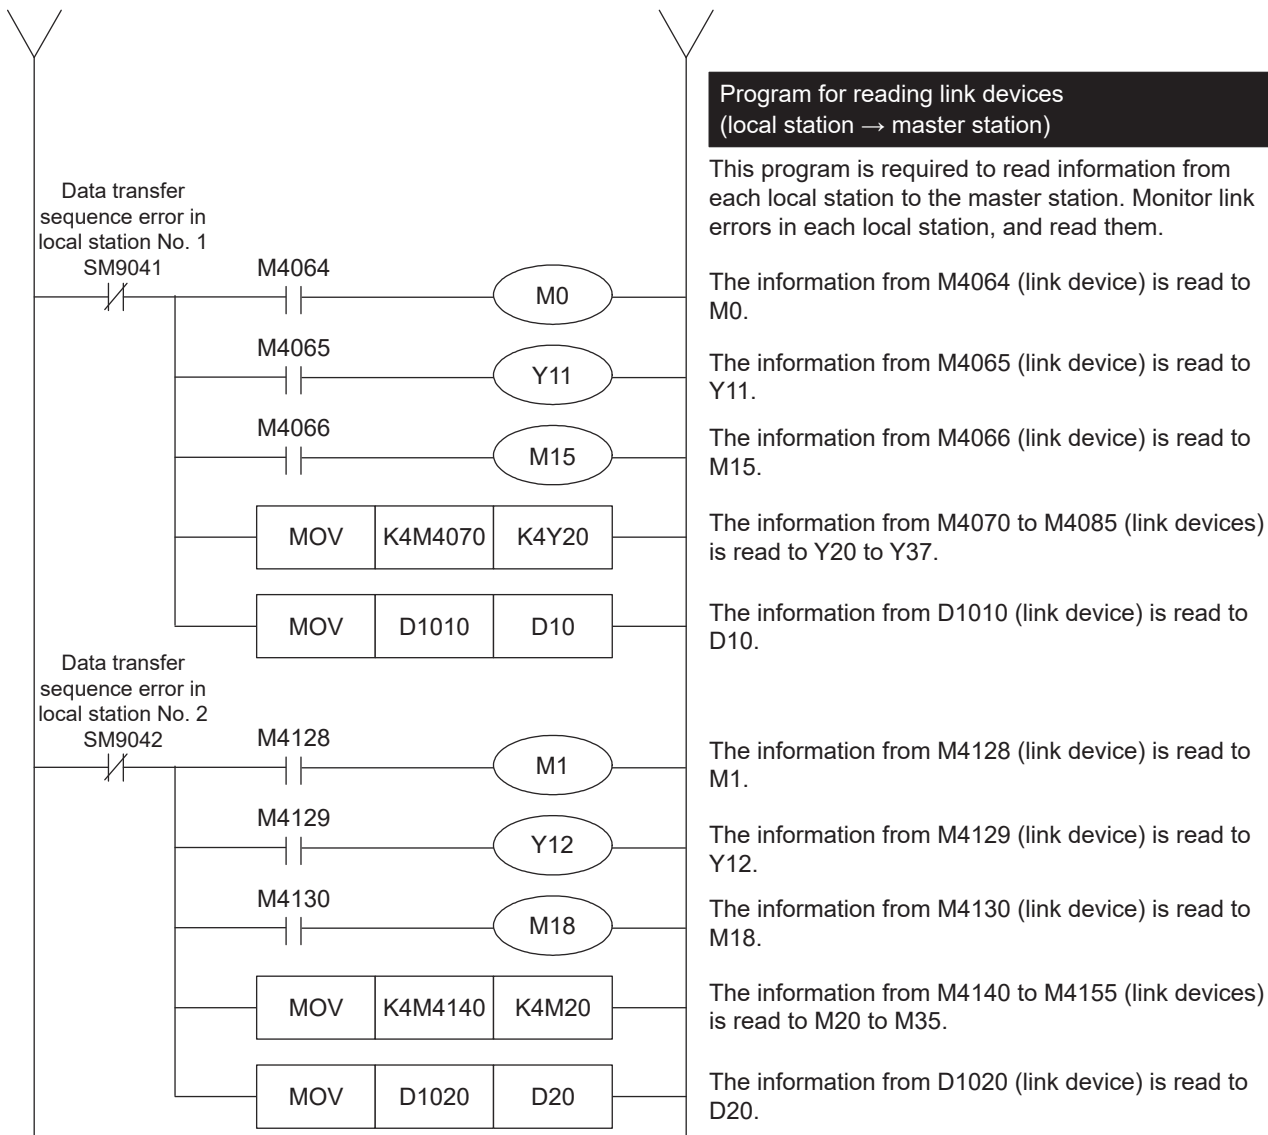 Program for reading link devices
(local station → master station)
This program is required to read information from
each local station to the master station. Monitor link
errors in each local station, and read them.
Data transfer
sequence error in
local station No. 1
SM9041
M4064
M0
The information from M4064 (link device) is read to
M0.
M4065
Y11
The information from M4065 (link device) is read to
Y11.
M4066
M15
The information from M4066 (link device) is read to
M15.
MOV K4M4070 K4Y20
The information from M4070 to M4085 (link devices)
is read to Y20 to Y37.
MOV D1010 D10
The information from D1010 (link device) is read to
D10.
Data transfer
sequence error in
local station No. 2
SM9042
M4128
M1
The information from M4128 (link device) is read to
M1.
M4129
Y12
The information from M4129 (link device) is read to
Y12.
M4130
M18
The information from M4130 (link device) is read to
M18.
MOV K4M4140 K4M20
The information from M4140 to M4155 (link devices)
is read to M20 to M35.
MOV D1020 D20
The information from D1020 (link device) is read to
D20.